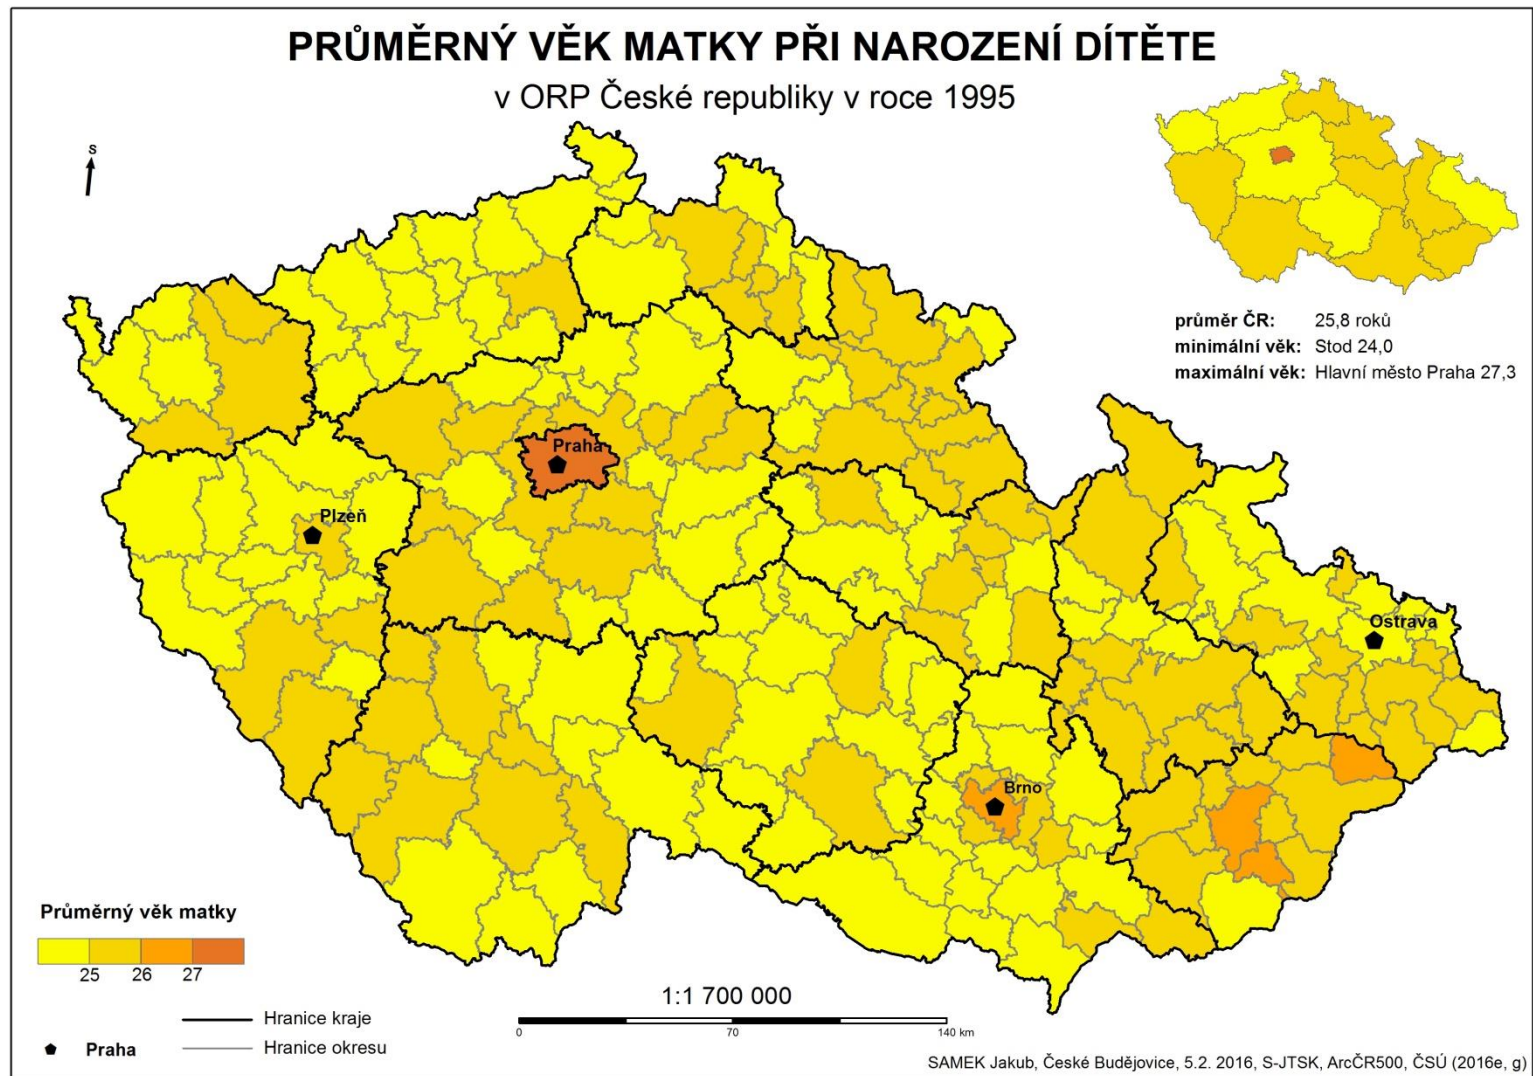 PRŮMĚRNÝ VĚK MATKY PŘI NAROZENÍ DÍTĚTE
v ORP České republiky v roce 1995
S
průměr ČR: 25,8 roků
minimální věk: Stod 24,0
maximální věk: Hlavní město Praha 27,3
Praha
Plzeň
Ostrava
Brno
Průměrný věk matky
25 26 27
Hranice kraje
Praha
Hranice okresu
1:1 700 000
0 70 140 km
SAMEK Jakub, České Budějovice, 5.2. 2016, S-JTSK, ArcČR500, ČSÚ (2016e, g)